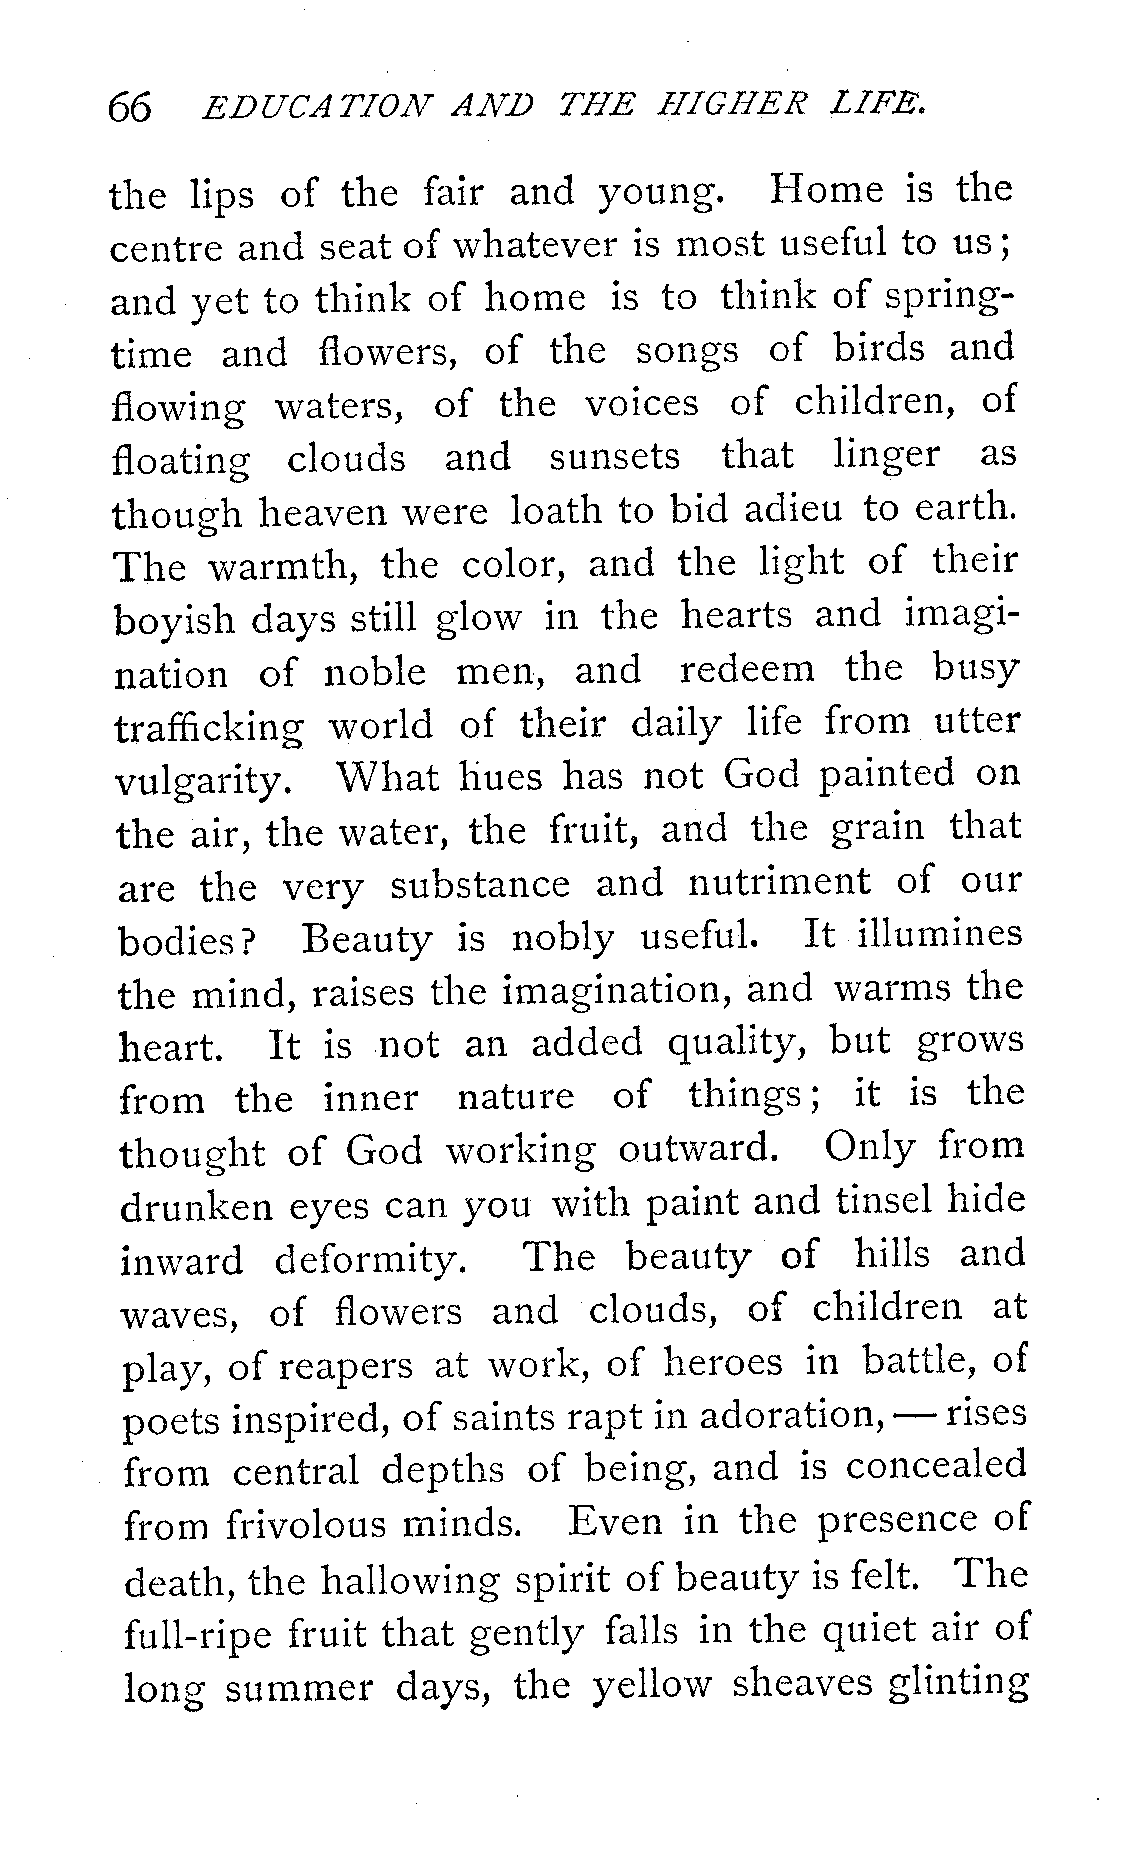 66 EDUCATION AND THE HIGHER LIFE.
the lips of the fair and young. Home is the
centre and seat of whatever is most useful to us;
and yet to think of home is to think of spring-
time and flowers, of the songs of birds and
flowing waters, of the voices of children, of
floating clouds and sunsets that linger as
though heaven were loath to bid adieu to earth.
The warmth, the color, and the light of their
boyish days still glow in the hearts and imagi-
nation of noble men, and redeem the busy
trafficking world of their daily life from utter
vulgarity. What hues has not God painted on
the air, the water, the fruit, and the grain that
are the very substance and nutriment of our
bodies? Beauty is nobly useful. It illumines
the mind, raises the imagination, and warms the
heart. It is not an added quality, but grows
from the inner nature of things; it is the
thought of God working outward. Only from
drunken eyes can you with paint and tinsel hide
inward deformity. The beauty of hills and
waves, of flowers and clouds, of children at
play, of reapers at work, of heroes in battle, of
poets inspired, of saints rapt in adoration, — rises
from central depths of being, and is concealed
from frivolous minds. Even in the presence of
death, the hallowing spirit of beauty is felt. The
full-ripe fruit that gently falls in the quiet air of
long summer days, the yellow sheaves glinting